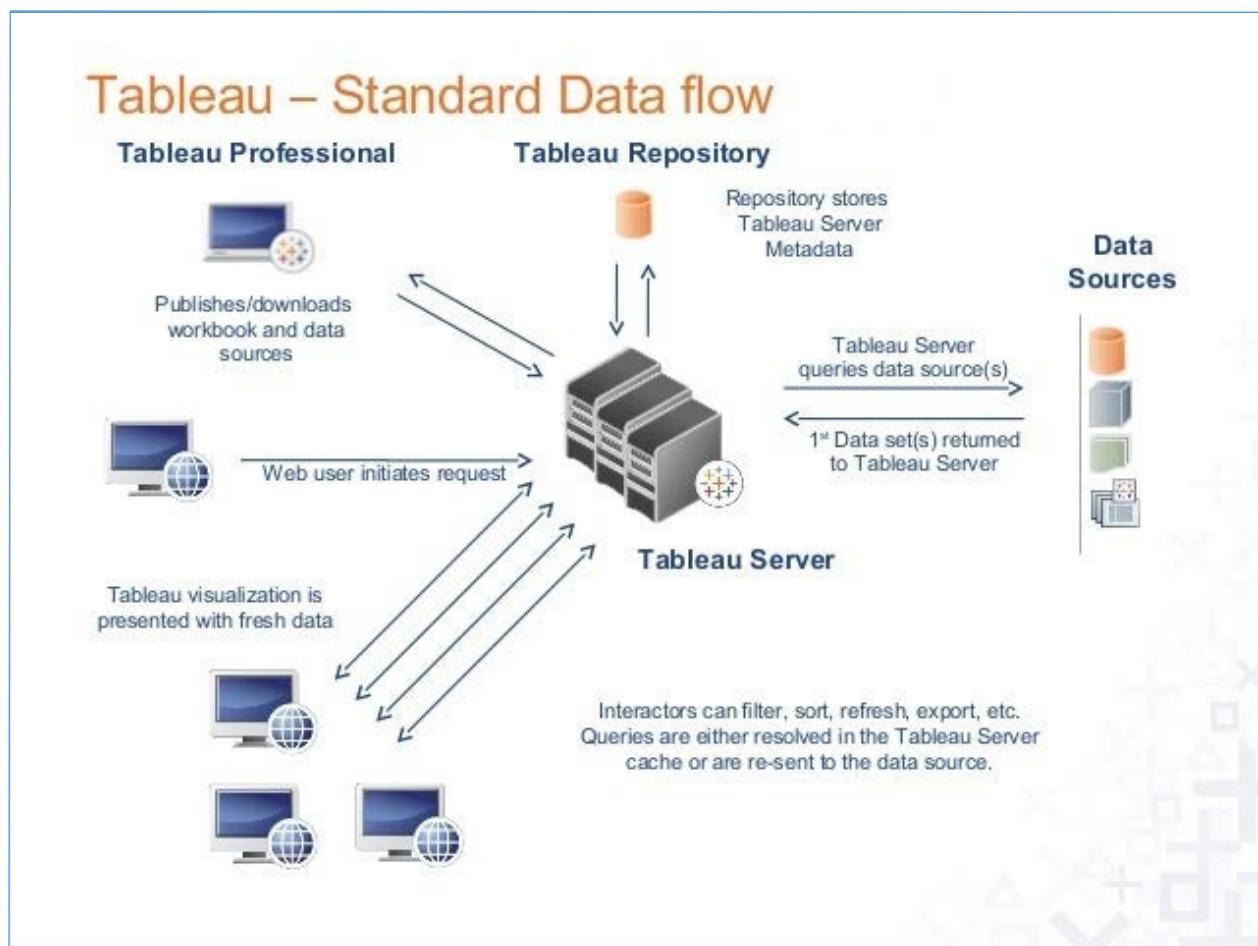 Tableau – Standard Data flow
Tableau Professional
Tableau Repository
Repository stores
Tableau Server
Metadata
Data
Sources
Publishes/downloads
workbook and data
sources
Tableau Server
queries data source(s)
1st Data set(s) returned
to Tableau Server
Web user initiates request
Tableau Server
Tableau visualization is
presented with fresh data
Interactors can filter, sort, refresh, export, etc.
Queries are either resolved in the Tableau Server
cache or are re-sent to the data source.